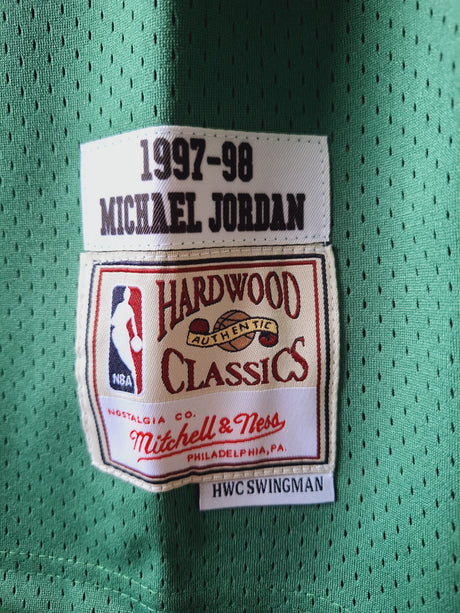 1997-98
MICHAEL JORDAN
HARDWOOD
AUTHENTIC
CLASSICS
NBA
NOSTALGIA CO.
Mitchell & Ness
PHILADELPHIA, PA.
HWC SWINGMAN